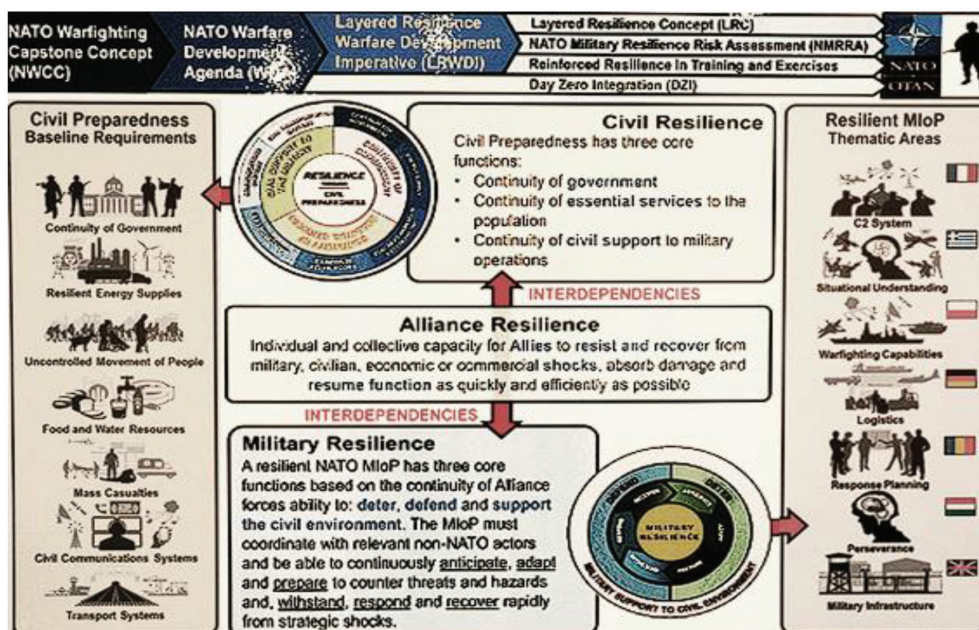 NATO Warfighting
Capstone Concept
(NWCC)
NATO Warfare
Development
Agenda
Layered Resilience
Warfare Development
Imperative (LRWDI)
Layered Resilience Concept (LRC)
NATO Military Resilience Risk Assessment (NMRRA)
Reinforced Resilience In Training and Exercises
Day Zero Integration (DZI)
NATO
OTAN
Civil Preparedness
Baseline Requirements
Continuity of Government
Resilient Energy Supplies
Uncontrolled Movement of People
Food and Water Resources
Mass Casualties
Civil Communications Systems
Transport Systems
RESILIENCE
CIVIL
PREPAREDNESS
Civil Resilience
Civil Preparedness has three core
functions:
• Continuity of government
• Continuity of essential services to the
population
• Continuity of civil support to military
operations
INTERDEPENDENCIES
Alliance Resilience
Individual and collective capacity for Allies to resist and recover from
military, civilian, economic or commercial shocks, absorb damage and
resume function as quickly and efficiently as possible
INTERDEPENDENCIES
Military Resilience
A resilient NATO MIoP has three core
functions based on the continuity of Alliance
forces ability to: deter, defend and support
the civil environment. The MIoP must
coordinate with relevant non-NATO actors
and be able to continuously anticipate, adapt
and prepare to counter threats and hazards
and, withstand, respond and recover rapidly
from strategic shocks.
DEFEND
DETER
MILITARY
RESILIENCE
MILITARY SUPPORT TO CIVIL ENVIRONMENT
Resilient MIoP
Thematic Areas
C2 System
Situational Understanding
Warfighting Capabilities
Logistics
Response Planning
Perseverance
Military Infrastructure